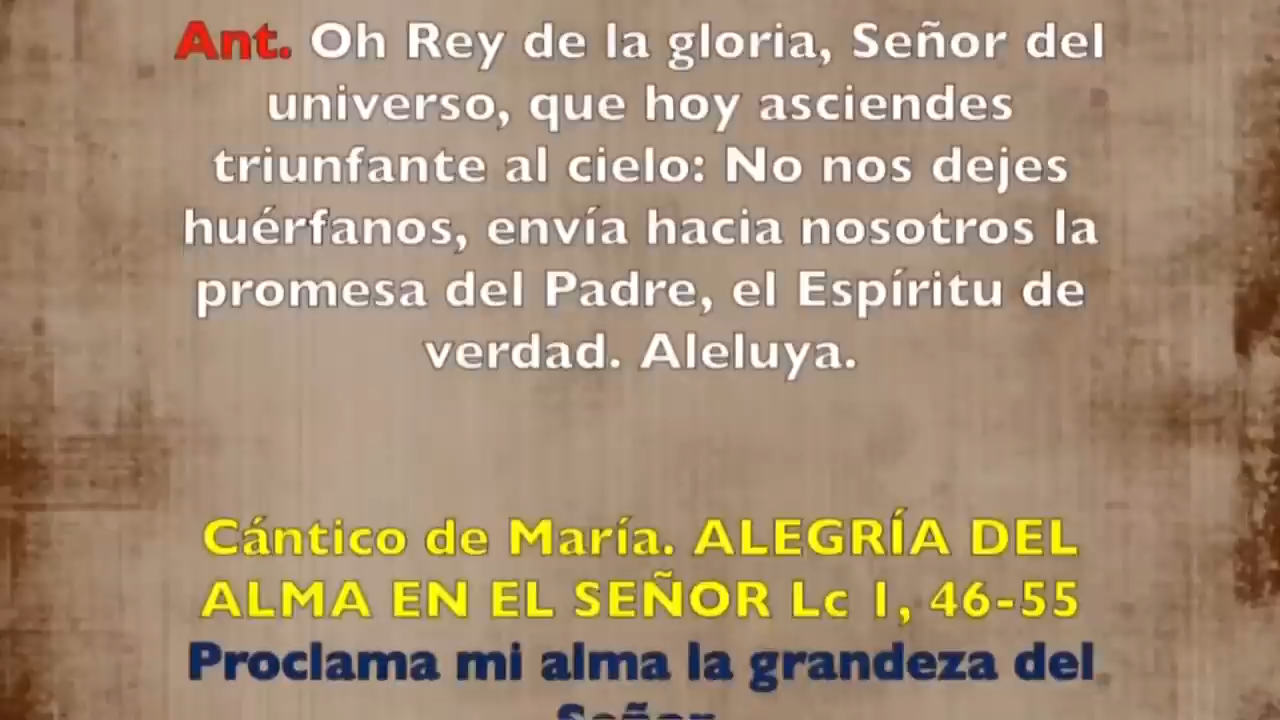 Ant. Oh Rey de la gloria, Señor del
universo, que hoy asciendes
triunfante al cielo: No nos dejes
huérfanos, envía hacia nosotros la
promesa del Padre, el Espíritu de
verdad. Aleluya.
Cántico de María. ALEGRÍA DEL
ALMA EN EL SEÑOR Lc 1, 46-55
Proclama mi alma la grandeza del
Señor